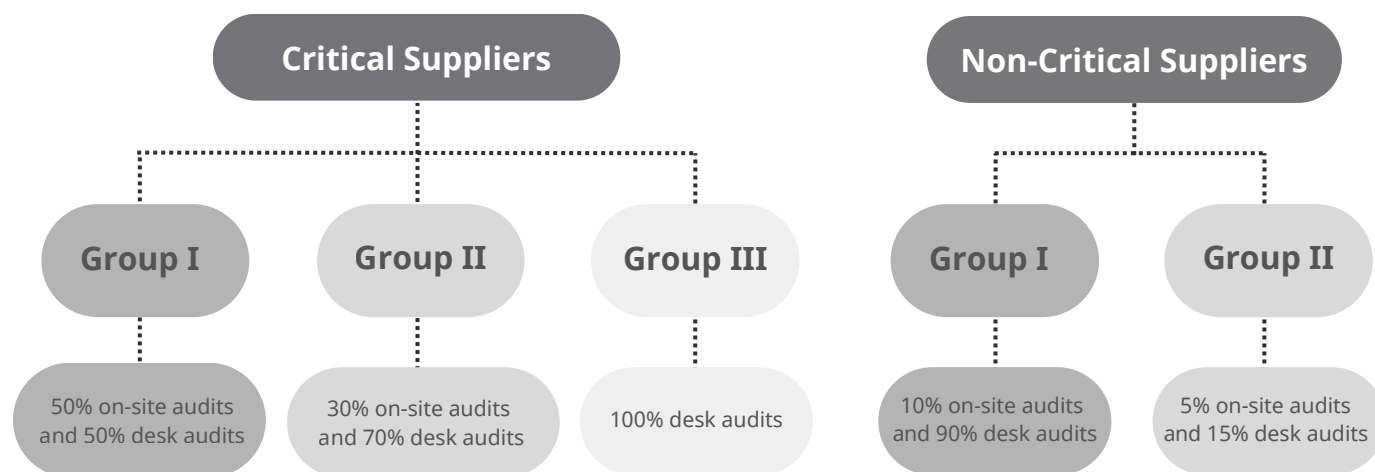 Critical Suppliers
Non-Critical Suppliers
Group I
Group II
Group III
Group I
Group II
50% on-site audits
and 50% desk audits
30% on-site audits
and 70% desk audits
100% desk audits
10% on-site audits
and 90% desk audits
5% on-site audits
and 15% desk audits